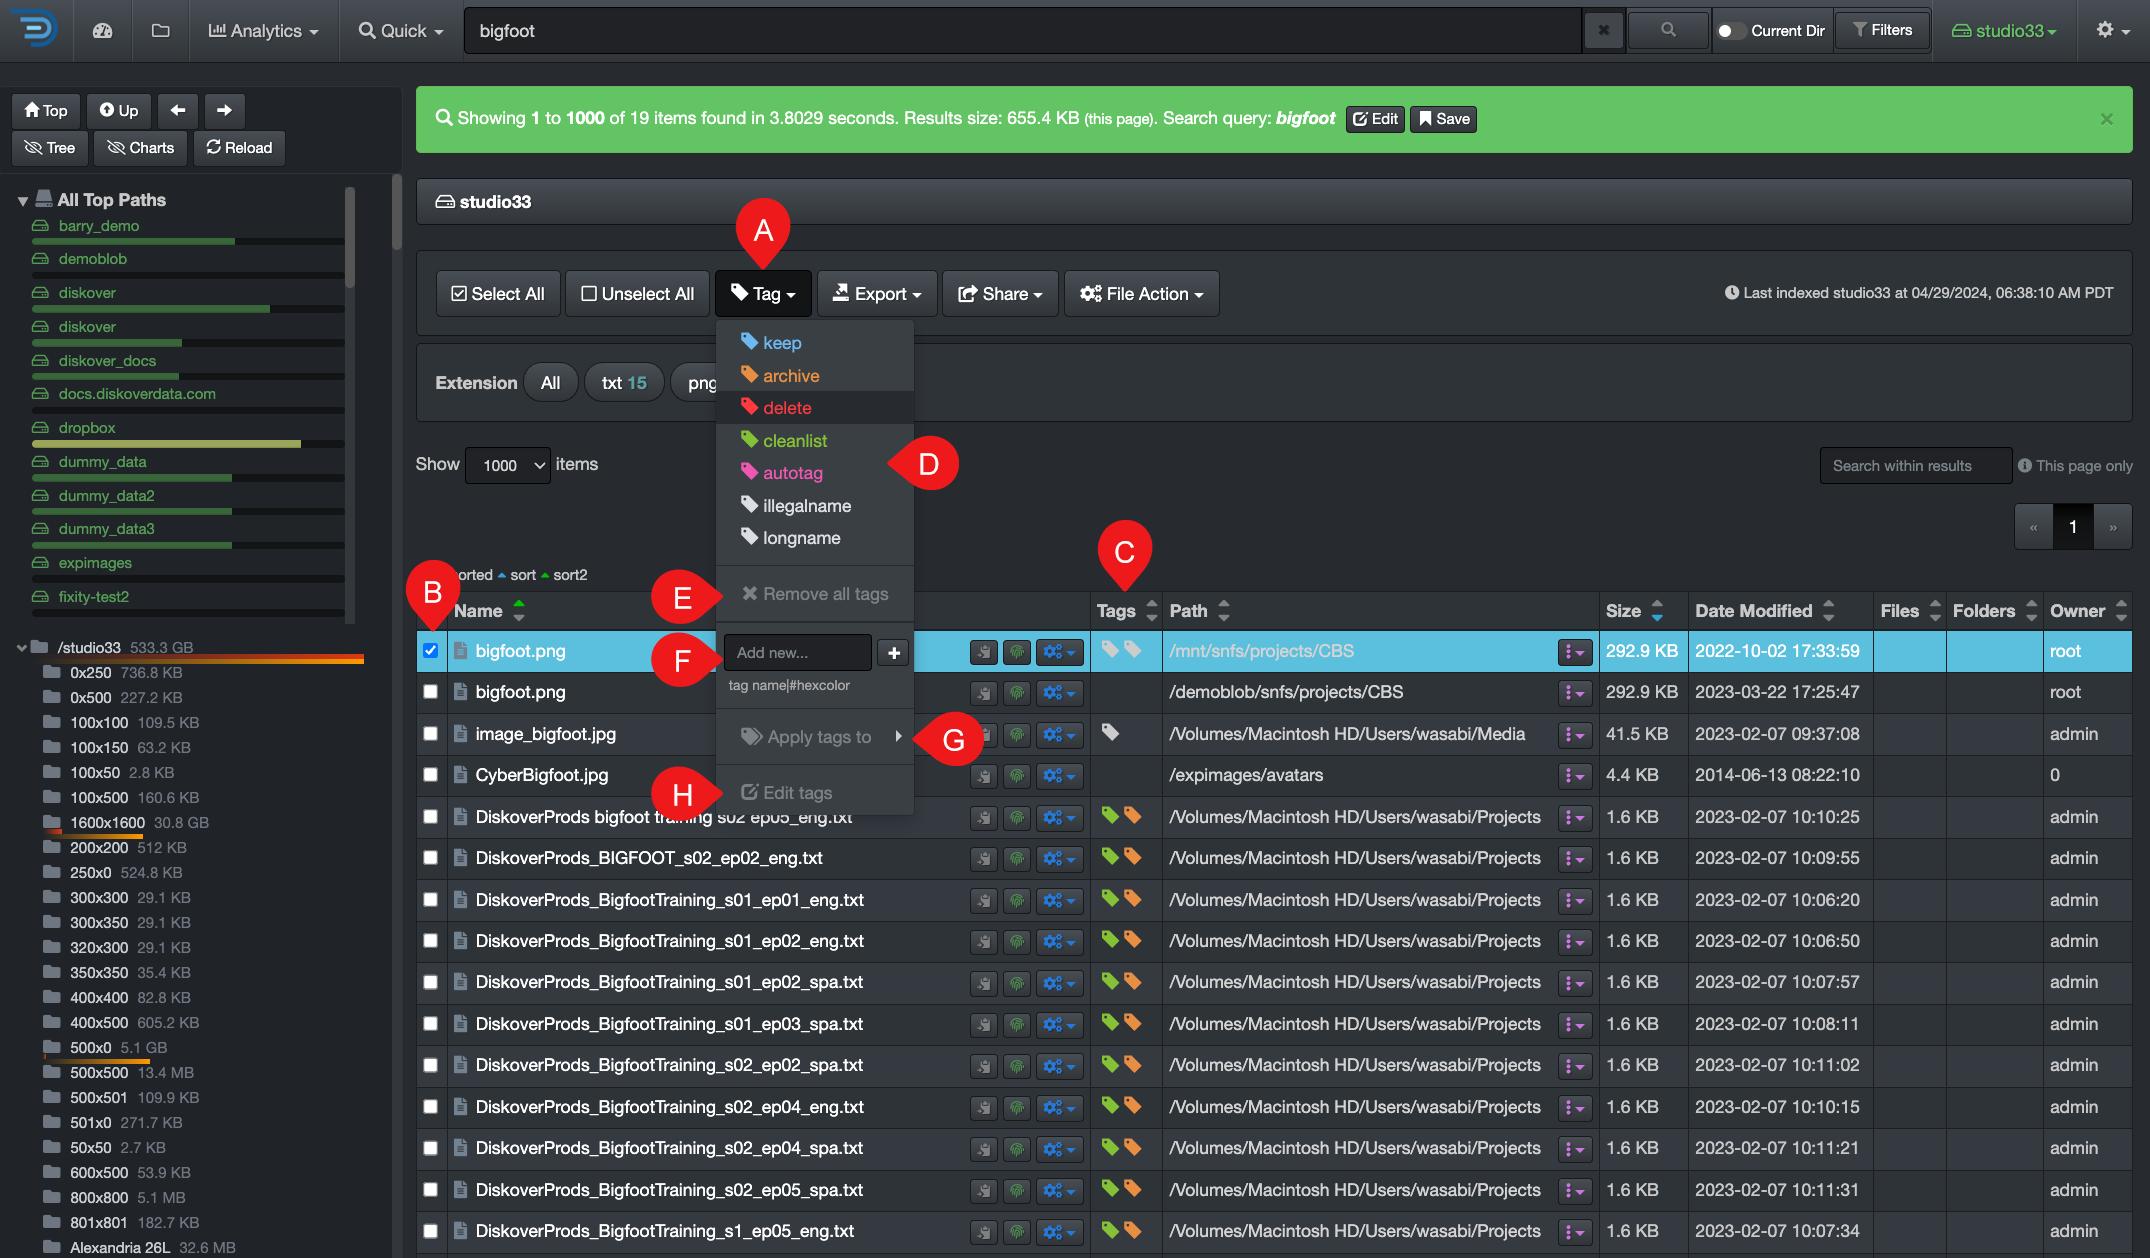 Analytics
Quick
bigfoot
Current Dir
Filters
studio33
Top
Up
Tree
Charts
Reload
All Top Paths
barry_demo
demoblob
diskover
diskover
diskover_docs
docs.diskoverdata.com
dropbox
dummy_data
dummy_data2
dummy_data3
expimages
fixity-test2
/studio33 533.3 GB
0x250 736.8 KB
0x500 227.2 KB
100x100 109.5 KB
100x150 63.2 KB
100x50 2.8 KB
100x500 160.6 KB
1600x1600 30.8 GB
200x200 512 KB
250x0 524.8 KB
300x300 29.1 KB
300x350 29.1 KB
320x300 29.1 KB
350x350 35.4 KB
400x400 82.8 KB
400x500 605.2 KB
500x0 5.1 GB
500x500 13.4 MB
500x501 109.9 KB
501x0 271.7 KB
50x50 2.7 KB
600x500 53.9 KB
800x800 5.1 MB
801x801 182.7 KB
Alexandria 26L 32.6 MB
Showing 1 to 1000 of 19 items found in 3.8029 seconds. Results size: 655.4 KB (this page). Search query: bigfoot Edit Save ×
studio33
A
Select All Unselect All Tag Export Share File Action
Last indexed studio33 at 04/29/2024, 06:38:10 AM PDT
Extension All txt 15 png
Show 1000 items
Search within results This page only
« 1 »
keep
archive
delete
cleanlist
autotag
illegalname
longname
D
E
Remove all tags
F
Add new... +
tag name|#hexcolor
Apply tags to
G
H
Edit tags
B
C
orted sort sort2
Name Tags Path Size Date Modified Files Folders Owner
bigfoot.png /mnt/snfs/projects/CBS 292.9 KB 2022-10-02 17:33:59 root
bigfoot.png /demoblob/snfs/projects/CBS 292.9 KB 2023-03-22 17:25:47 root
image_bigfoot.jpg /Volumes/Macintosh HD/Users/wasabi/Media 41.5 KB 2023-02-07 09:37:08 admin
CyberBigfoot.jpg /expimages/avatars 4.4 KB 2014-06-13 08:22:10 0
DiskoverProds bigfoot training s02 ep05_eng.txt /Volumes/Macintosh HD/Users/wasabi/Projects 1.6 KB 2023-02-07 10:10:25 admin
DiskoverProds_BIGFOOT_s02_ep02_eng.txt /Volumes/Macintosh HD/Users/wasabi/Projects 1.6 KB 2023-02-07 10:09:55 admin
DiskoverProds_BigfootTraining_s01_ep01_eng.txt /Volumes/Macintosh HD/Users/wasabi/Projects 1.6 KB 2023-02-07 10:06:20 admin
DiskoverProds_BigfootTraining_s01_ep02_eng.txt /Volumes/Macintosh HD/Users/wasabi/Projects 1.6 KB 2023-02-07 10:06:50 admin
DiskoverProds_BigfootTraining_s01_ep02_spa.txt /Volumes/Macintosh HD/Users/wasabi/Projects 1.6 KB 2023-02-07 10:07:57 admin
DiskoverProds_BigfootTraining_s01_ep03_spa.txt /Volumes/Macintosh HD/Users/wasabi/Projects 1.6 KB 2023-02-07 10:08:11 admin
DiskoverProds_BigfootTraining_s02_ep02_spa.txt /Volumes/Macintosh HD/Users/wasabi/Projects 1.6 KB 2023-02-07 10:11:02 admin
DiskoverProds_BigfootTraining_s02_ep04_eng.txt /Volumes/Macintosh HD/Users/wasabi/Projects 1.6 KB 2023-02-07 10:10:15 admin
DiskoverProds_BigfootTraining_s02_ep04_spa.txt /Volumes/Macintosh HD/Users/wasabi/Projects 1.6 KB 2023-02-07 10:11:21 admin
DiskoverProds_BigfootTraining_s02_ep05_spa.txt /Volumes/Macintosh HD/Users/wasabi/Projects 1.6 KB 2023-02-07 10:11:31 admin
DiskoverProds_BigfootTraining_s1_ep05_eng.txt /Volumes/Macintosh HD/Users/wasabi/Projects 1.6 KB 2023-02-07 10:07:34 admin